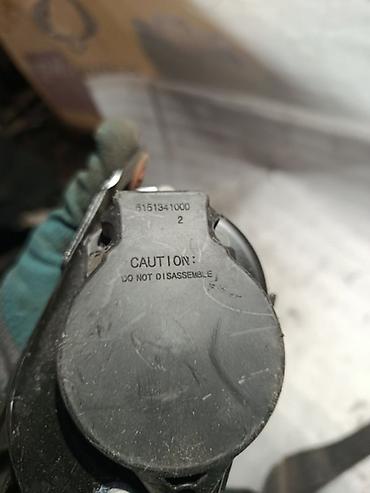 6151341000
2
CAUTION:
DO NOT DISASSEMBLE